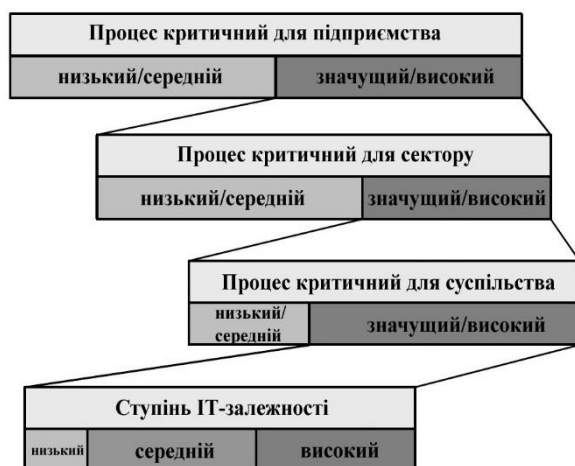 Процес критичний для підприємства
низький/середній значущий/високий
Процес критичний для сектору
низький/середній значущий/високий
Процес критичний для суспільства
низький/
середній
значущий/високий
Ступінь ІТ-залежності
низький середній високий